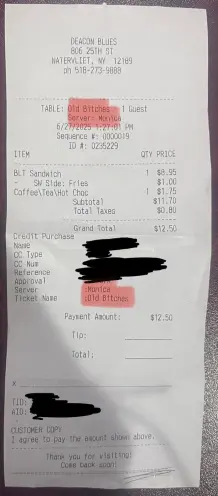 DEACON BLUES
806 25TH ST
WATERVLIET, NY 12189
ph 518-273-9888
TABLE: Old Bitches - 1 Guest
Server: Monica
6/27/2025 1:27:01 PM
Sequence #: 0000019
ID #: 0235229
ITEM QTY PRICE
BLT Sandwich 1 $8.95
- SW Side: Fries $1.00
Coffee\Tea\Hot Choc 1 $1.75
Subtotal $11.70
Total Taxes $0.80
Grand Total $12.50
Credit Purchase
Name
CC Type
CC Num
Reference
Approval
Server :Monica
Ticket Name :Old Bitches
Payment Amount: $12.50
Tip:
Total:
X
TID:
AID:
CUSTOMER COPY
I agree to pay the amount shown above.
Thank you for visiting!
Come back soon!